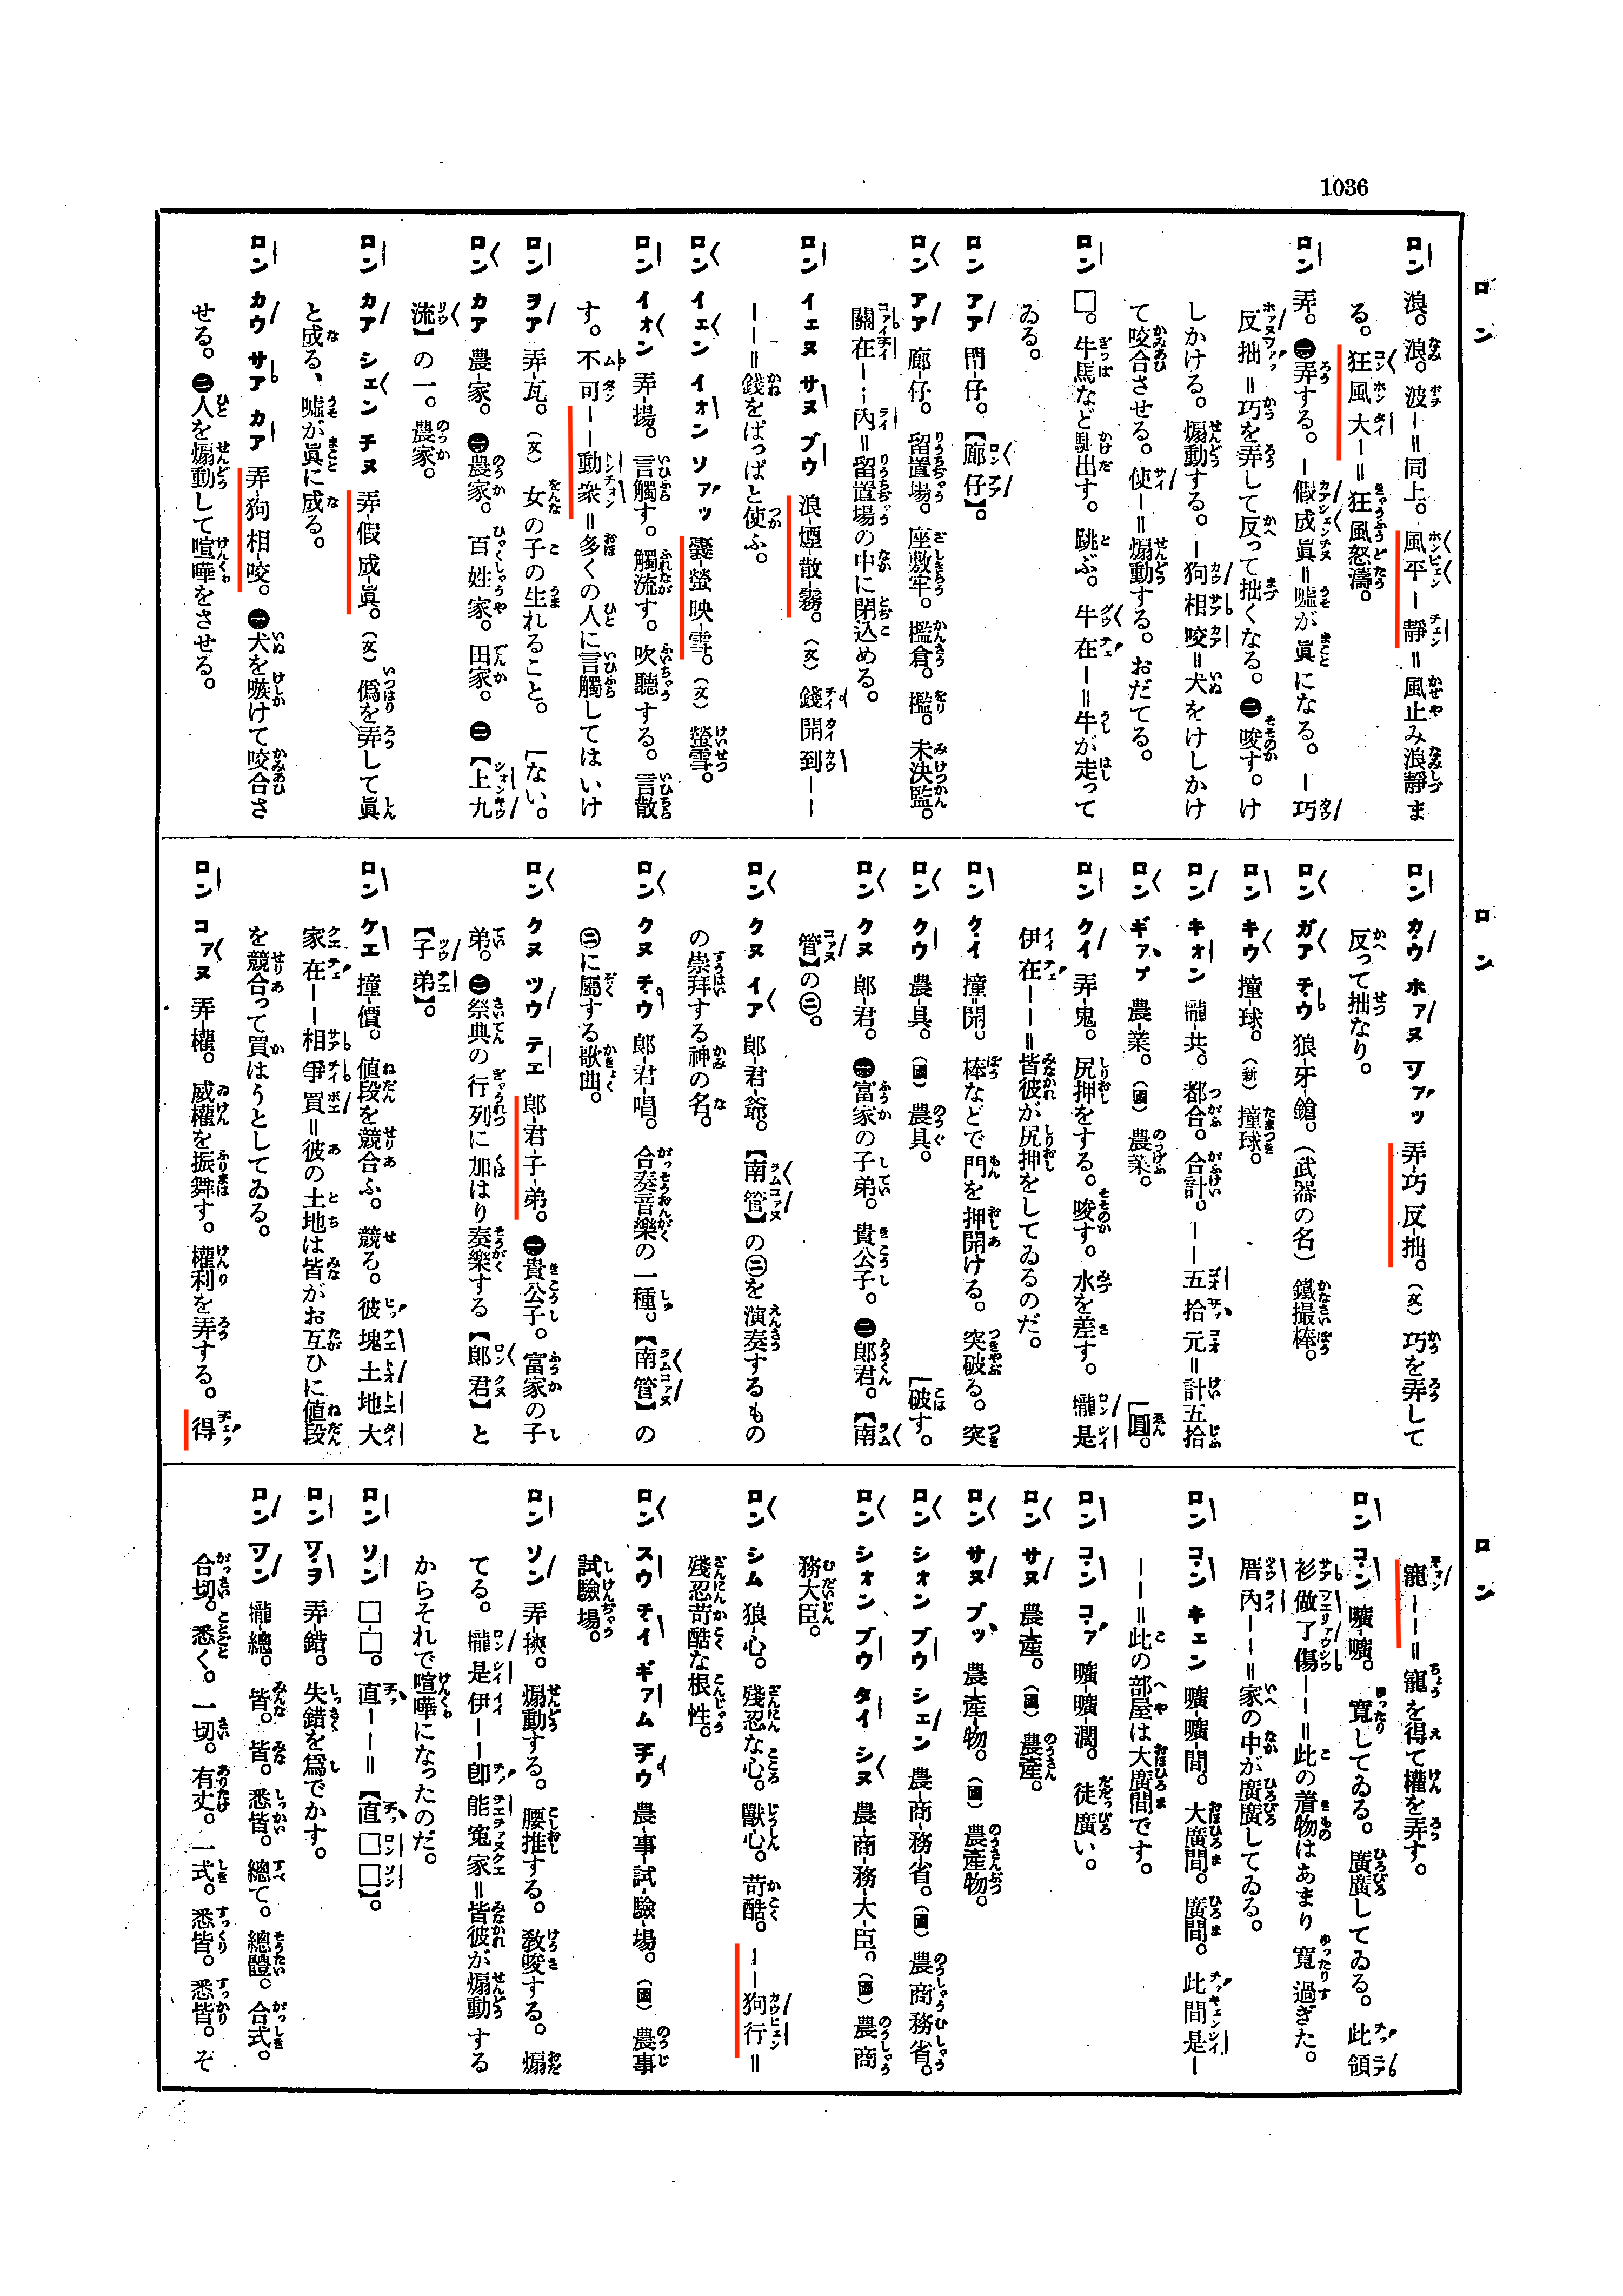 1036
ロン
ロン 浪。浪。波ー＝同上。風平ー靜＝風止み浪靜ま
る。狂風大ー＝狂風怒濤。
ロン 弄。㊀弄する。ー假成眞＝嘘が眞になる。ー巧
反拙＝巧を弄して反って拙くなる。㊁唆す。け
しかける。煽動する。ー狗相咬＝犬をけしかけ
て咬合させる。使ー＝煽動する。おだてる。
ロン □。牛馬など駈出す。跳ぶ。牛在ー＝牛が走って
ゐる。
ロン アア 門-仔。【廊仔】。
ロン アア 廊-仔。留置場。座敷牢。檻倉。檻。未決監。
關在ーー內＝留置場の中に閉込める。
ロン イエヌ サヌ ブウ 浪-煙-散-霧。（文）錢開到ーー
ーー＝錢をぱっぱと使ふ。
ロン イエン イオン ソァッ 囊-螢-映-雪。（文）螢雪。
ロン イオン 弄-揚。言觸す。觸流す。吹聽する。言散
す。不可ーー動衆＝多くの人に言觸してはいけ
［ない。
ロン ヲア 弄-瓦。（文）女の子の生れること。
ロン カア 農-家。㊀農家。百姓家。田家。㊁【上九
流】の一。農家。
ロン カア シェン チヌ 弄-假-成-眞。（文）僞を弄して眞
と成る、嘘が眞に成る。
ロン カウ サア カア 弄-狗-相-咬。㊀犬を嗾けて咬合さ
せる。㊁人を煽動して喧嘩をさせる。
ロン
ロン カウ ホァヌ ツァッ 弄-巧-反-拙。（文）巧を弄して
反って拙なり。
ロン ガア チウ 狼-牙-鎗。（武器の名）鐵撮棒。
ロン キウ 撞-球。（新）撞球。
ロン キォン 攏-共。都合。合計。ーー五拾元＝計五拾
［圓。
ロン ギァプ 農-業。（國）農業。
ロン クイ 弄-鬼。尻押をする。唆す。水を差す。攏是
伊在ーー＝皆彼が尻押をしてゐるのだ。
ロン クイ 撞=開。棒などで門を押開ける。突破る。突
［破す。
ロン クウ 農-具。（國）農具。
ロン クヌ 郎-君。㊀富家の子弟。貴公子。㊁郎君。【南
管】の㊁。
ロン クヌ イア 郎-君-爺。【南管】の㊁を演奏するもの
の崇拜する神の名。
ロン クヌ チウ 郎-君-唱。合奏音樂の一種。【南管】の
㊁に屬する歌曲。
ロン クヌ ツウ テエ 郎-君-子-弟。㊀貴公子。富家の子
弟。㊁祭典の行列に加はり奏樂する【郎君】と
【子弟】。
ロン ケエ 撞-價。値段を競合ふ。競る。彼塊土地大
家在ーー相爭買＝彼の土地は皆がお互ひに値段
を競合って買はうとしてゐる。
ロン コァヌ 弄-權。威權を振舞す。權利を弄する。得
ロン
寵ーー＝寵を得て權を弄す。
ロン コン 曠-曠。寬してゐる。廣廣してゐる。此領
衫做了傷ーー＝此の着物はあまり寬過ぎた。
厝內ーー＝家の中が廣廣してゐる。
ロン コン キェン 曠-曠-間。大廣間。廣間。此間是ー
ーー＝此の部屋は大廣間です。
ロン コン コア 曠-曠-濶。徒廣い。
ロン サヌ 農-產。（國）農產。
ロン サヌ ブッ 農-產-物。（國）農產物。
ロン シオン ブウ シェン 農-商-務-省。（國）農商務省。
ロン シオン ブウ タイ シヌ 農-商-務-大-臣。（國）農商
務大臣。
ロン シム 狼-心。殘忍な心。獸心。苛酷。ーー狗行＝
殘忍苛酷な根性。
ロン スウ チイ ギァム チウ 農-事-試-驗-場。（國）農事
試驗場。
ロン ソン 弄-㨃。煽動する。腰推する。敎唆する。煽
てる。攏是伊ーー卽能寃家＝皆彼が煽動する
からそれで喧嘩になったのだ。
ロン ソン □-□。直ーー＝【直□□】。
ロン ツヲ 弄-錯。失錯を爲でかす。
ロン ツン 攏-總。皆。皆。悉皆。總て。總體。合式。
合切。悉く。一切。有丈。一式。悉皆。悉皆。そ